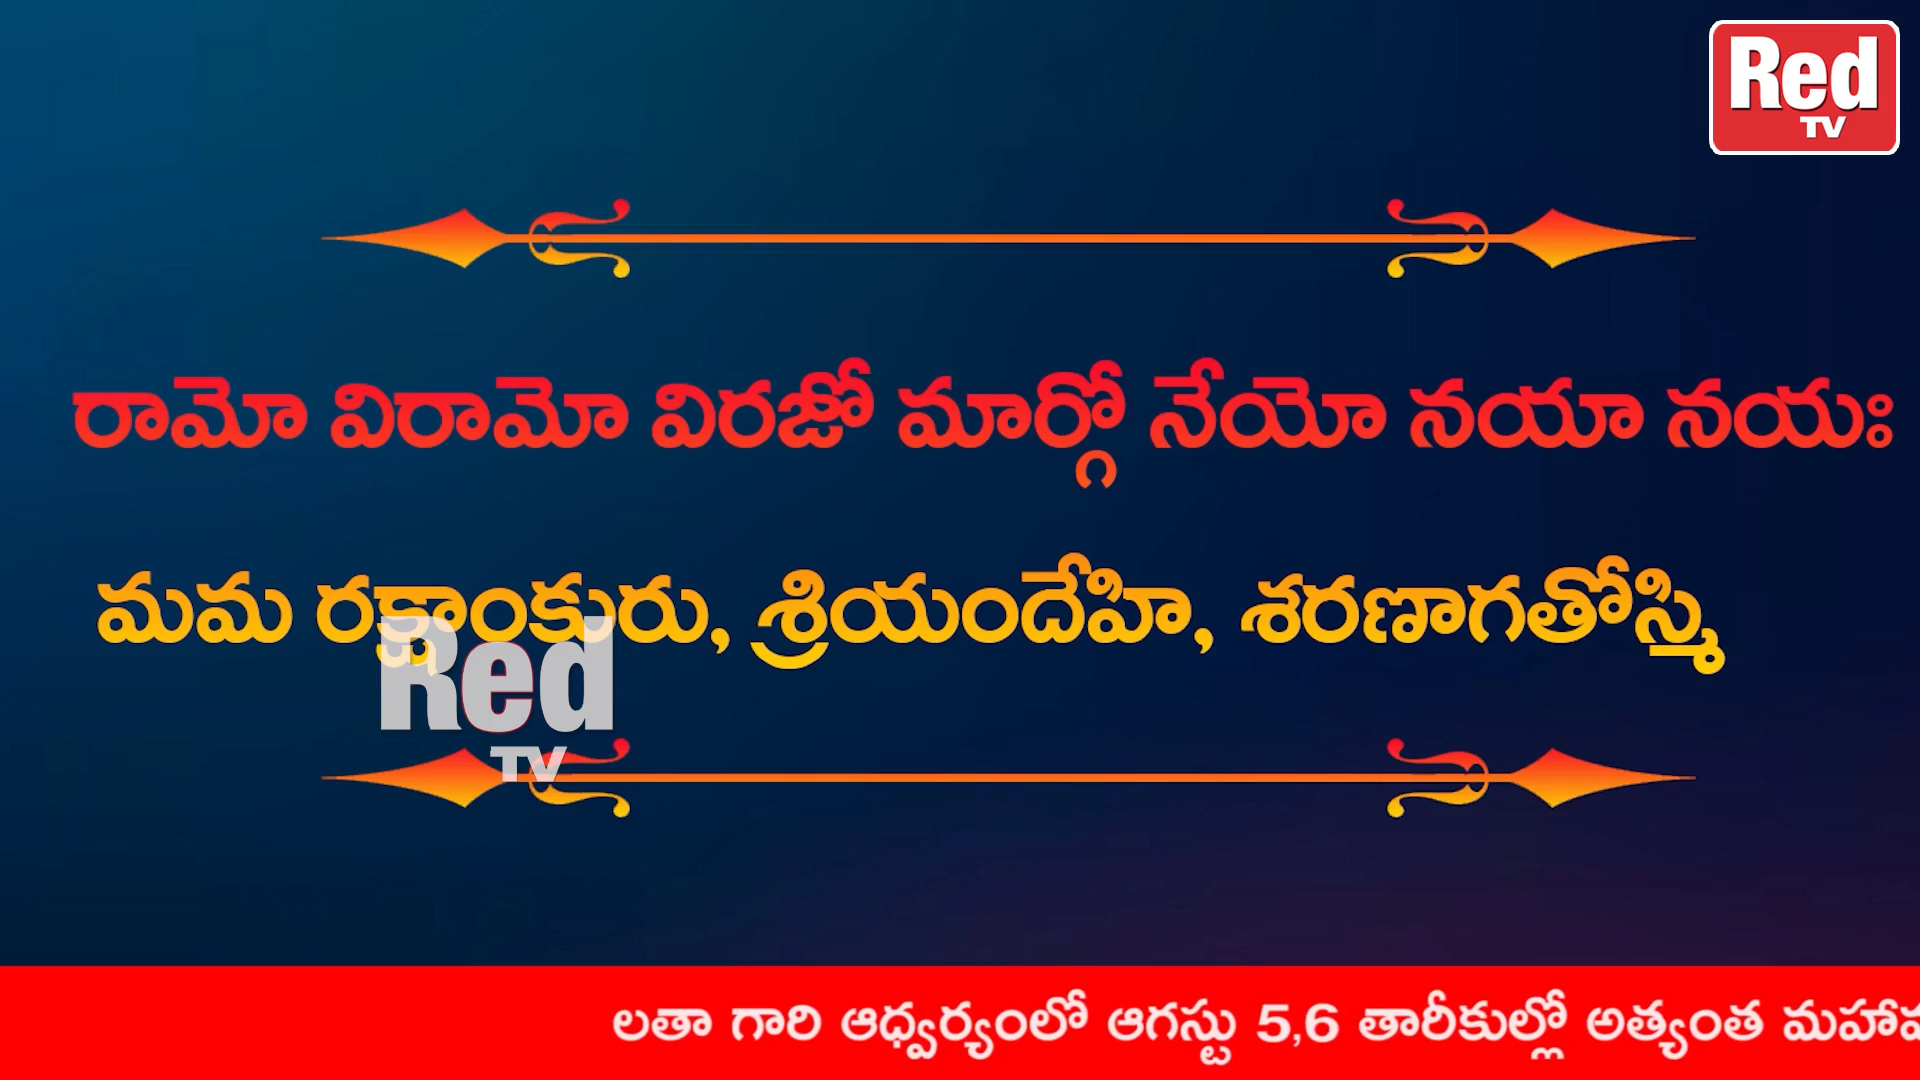 Red
TV
రామో విరామో విరజో మార్గో నేయో నయా నయః
మమ రక్షాంకురు, శ్రియందేహి, శరణాగతోస్మి
Red
TV
లతా గారి ఆధ్వర్యంలో ఆగస్టు 5,6 తారీకుల్లో అత్యంత